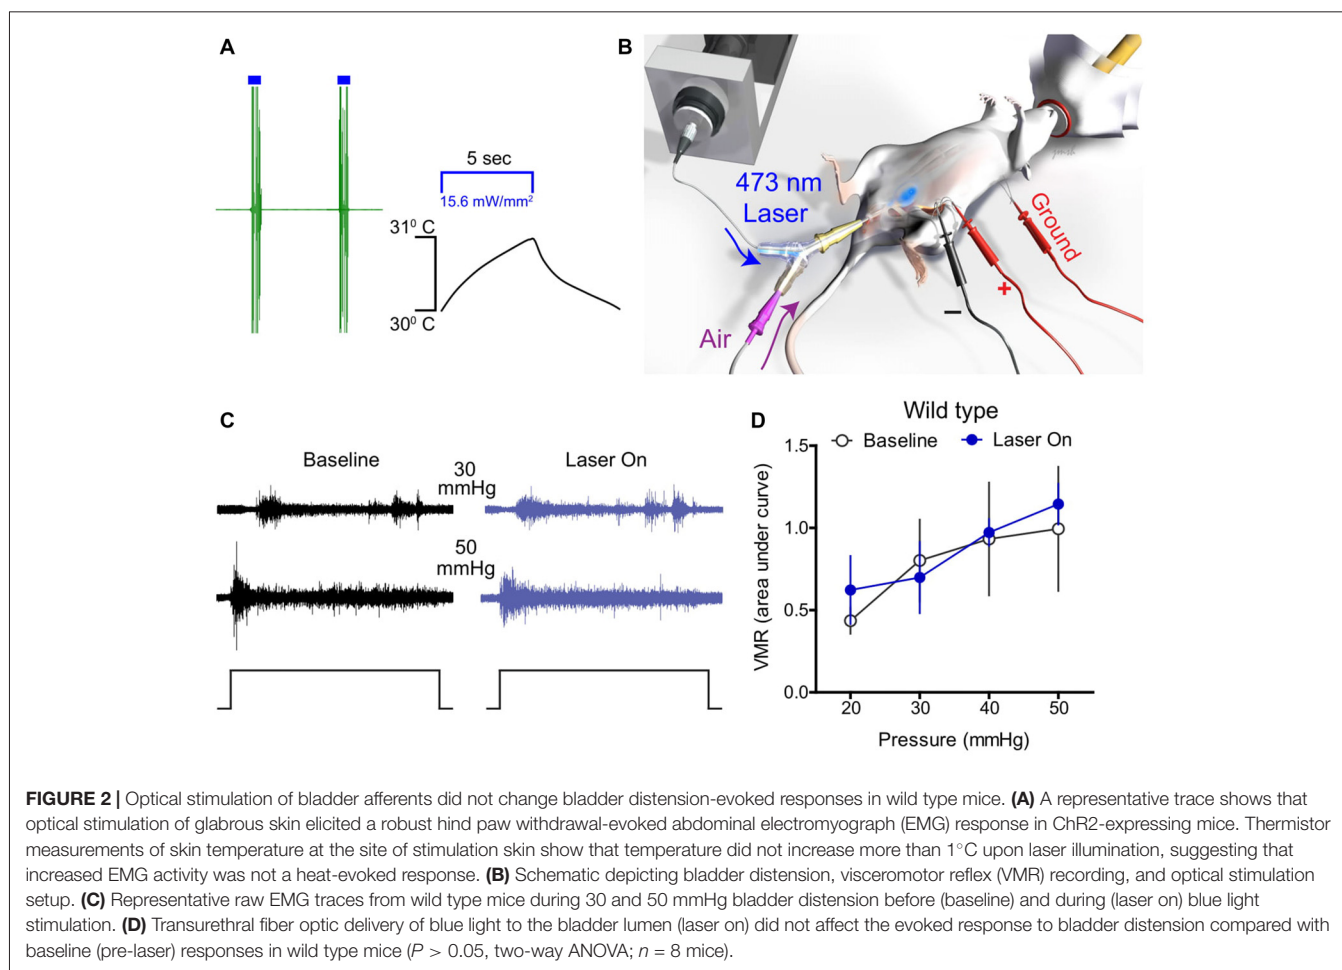 A
5 sec
15.6 mW/mm²
31⁰ C
30⁰ C
B
473 nm
Laser
Air
Ground
+
−
C
Baseline
Laser On
30
mmHg
50
mmHg
D
Wild type
Baseline
Laser On
VMR (area under curve)
1.5
1.0
0.5
0.0
20 30 40 50
Pressure (mmHg)
FIGURE 2 | Optical stimulation of bladder afferents did not change bladder distension-evoked responses in wild type mice. (A) A representative trace shows that
optical stimulation of glabrous skin elicited a robust hind paw withdrawal-evoked abdominal electromyograph (EMG) response in ChR2-expressing mice. Thermistor
measurements of skin temperature at the site of stimulation skin show that temperature did not increase more than 1°C upon laser illumination, suggesting that
increased EMG activity was not a heat-evoked response. (B) Schematic depicting bladder distension, visceromotor reflex (VMR) recording, and optical stimulation
setup. (C) Representative raw EMG traces from wild type mice during 30 and 50 mmHg bladder distension before (baseline) and during (laser on) blue light
stimulation. (D) Transurethral fiber optic delivery of blue light to the bladder lumen (laser on) did not affect the evoked response to bladder distension compared with
baseline (pre-laser) responses in wild type mice (P > 0.05, two-way ANOVA; n = 8 mice).